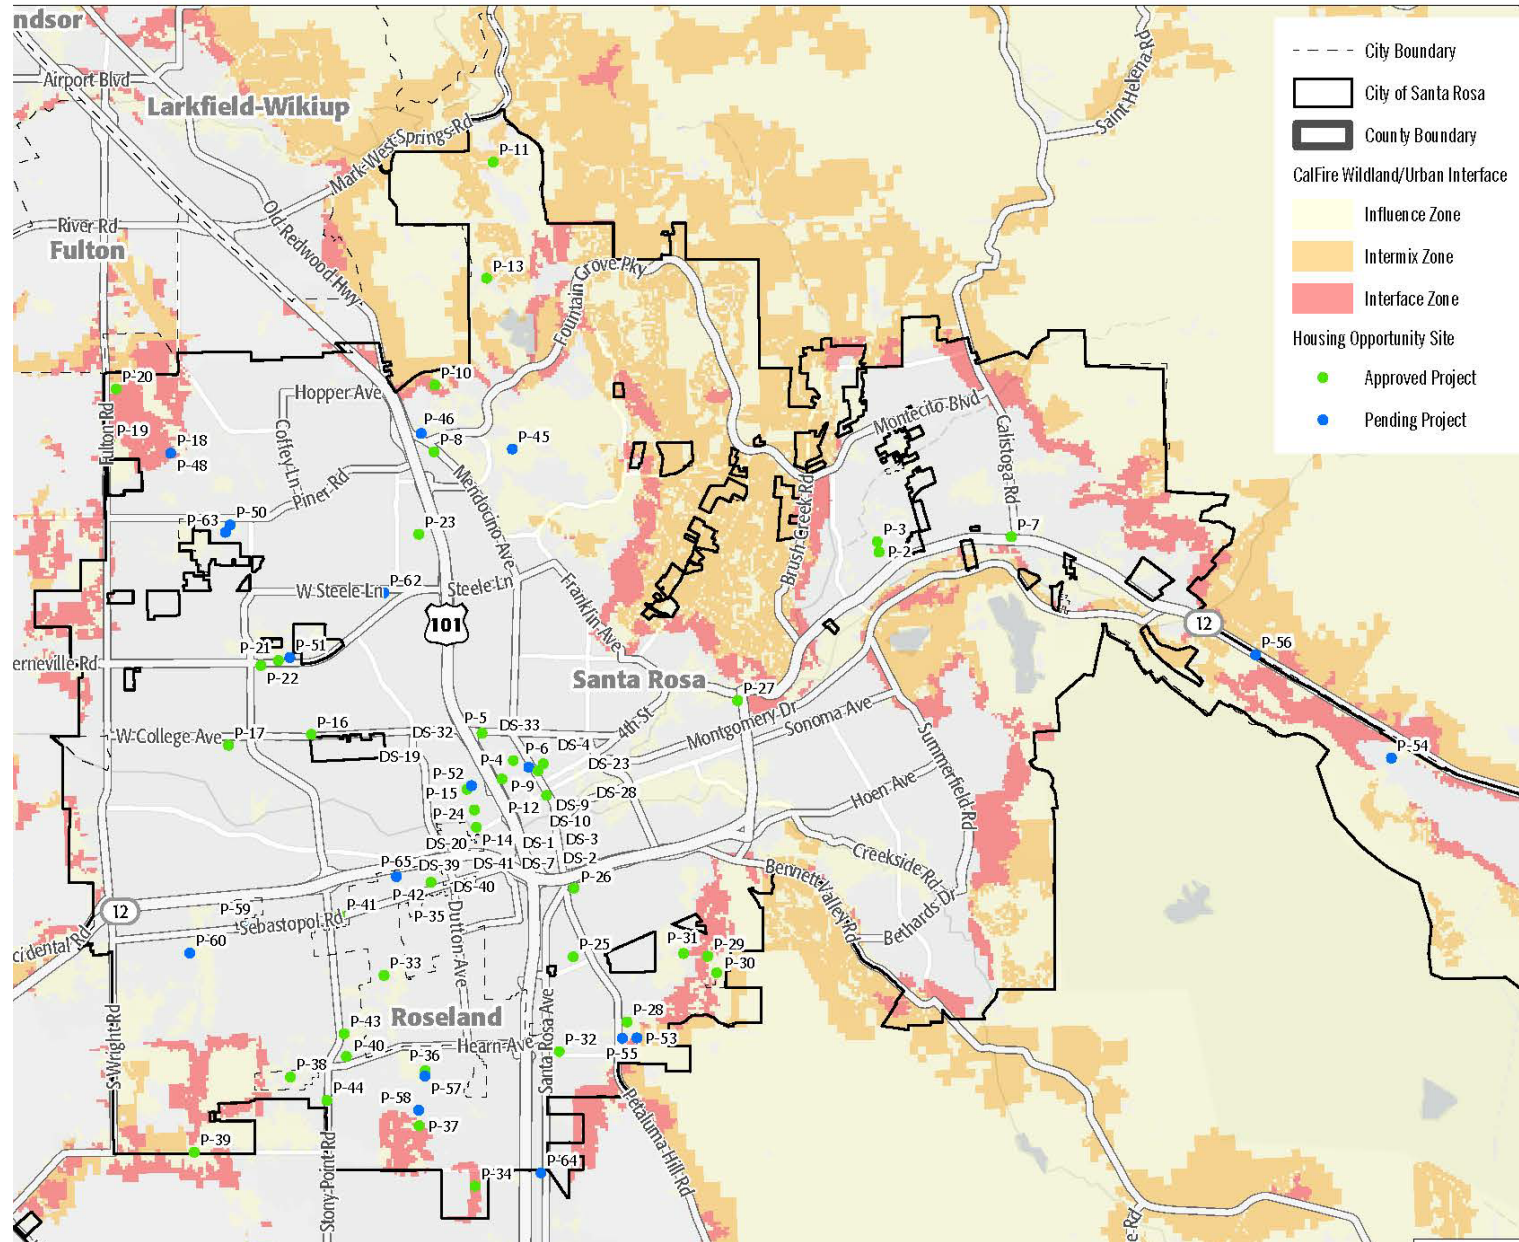 ndsor
Airport Blvd
Larkfield-Wikiup
Mark West Springs Rd
Saint Helena Rd
P-11
River Rd
Fulton
Old Redwood Hwy
P-13
Fountain Grove Pky
P-20
P-10
Hopper Ave
Fulton Rd
P-19
P-18
P-48
Coffey Ln
P-46
P-8
P-45
Montecito Blvd
Calistoga Rd
Piner Rd
Mendocino Ave
Brush Creek Rd
P-63
P-50
P-23
P-3
P-2
P-7
W Steele Ln
P-62
Steele Ln
Franklin Ave
101
12
P-56
erneville Rd
P-21
P-51
P-22
Santa Rosa
P-27
P-54
W College Ave
P-17
P-16
DS-32
P-5
DS-33
4th St
Montgomery Dr
Sonoma Ave
Summerfield Rd
DS-19
P-4
P-6
DS-4
DS-23
P-52
P-15
P-9
P-12
DS-9
DS-28
Hoen Ave
P-24
DS-10
DS-20
P-14
DS-1
DS-3
P-65
DS-39
DS-41
DS-7
DS-2
Bennett Valley Rd
Creekside Rd
Bethards Dr
P-42
DS-40
P-26
12
P-59
Sebastopol Rd
P-41
P-35
Dutton Ave
cidental Rd
P-60
P-33
P-25
P-31
P-29
P-30
Roseland
S Wright Rd
P-43
P-40
Hearn Ave
Santa Rosa Ave
P-28
P-53
P-55
P-32
P-38
P-36
P-57
P-44
P-58
P-37
Petaluma Hill Rd
P-39
Stony Point Rd
P-34
P-64
e Rd
City Boundary
City of Santa Rosa
County Boundary
CalFire Wildland/Urban Interface
Influence Zone
Intermix Zone
Interface Zone
Housing Opportunity Site
Approved Project
Pending Project